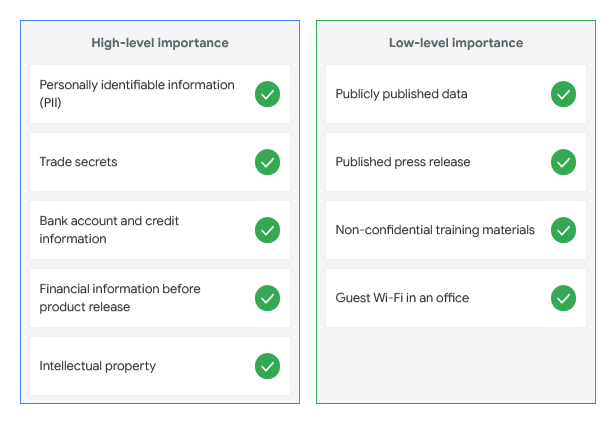 High-level importance
Personally identifiable information
(PII)
Trade secrets
Bank account and credit
information
Financial information before
product release
Intellectual property
Low-level importance
Publicly published data
Published press release
Non-confidential training materials
Guest Wi-Fi in an office